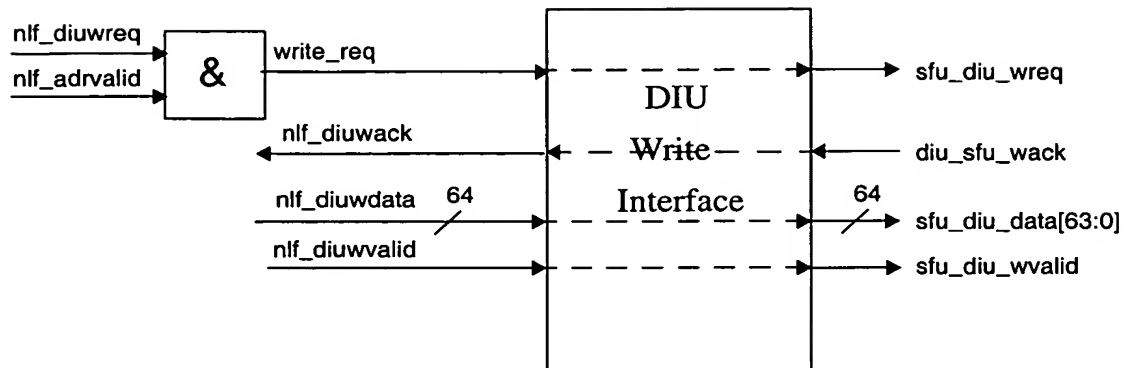 nlf_diuwreq
nlf_adrvalid
&
write_req
sfu_diu_wreq
DIU
nlf_diuwack
Write
diu_sfu_wack
nlf_diuwdata
64
Interface
64
sfu_diu_data[63:0]
nlf_diuwvalid
sfu_diu_wvalid